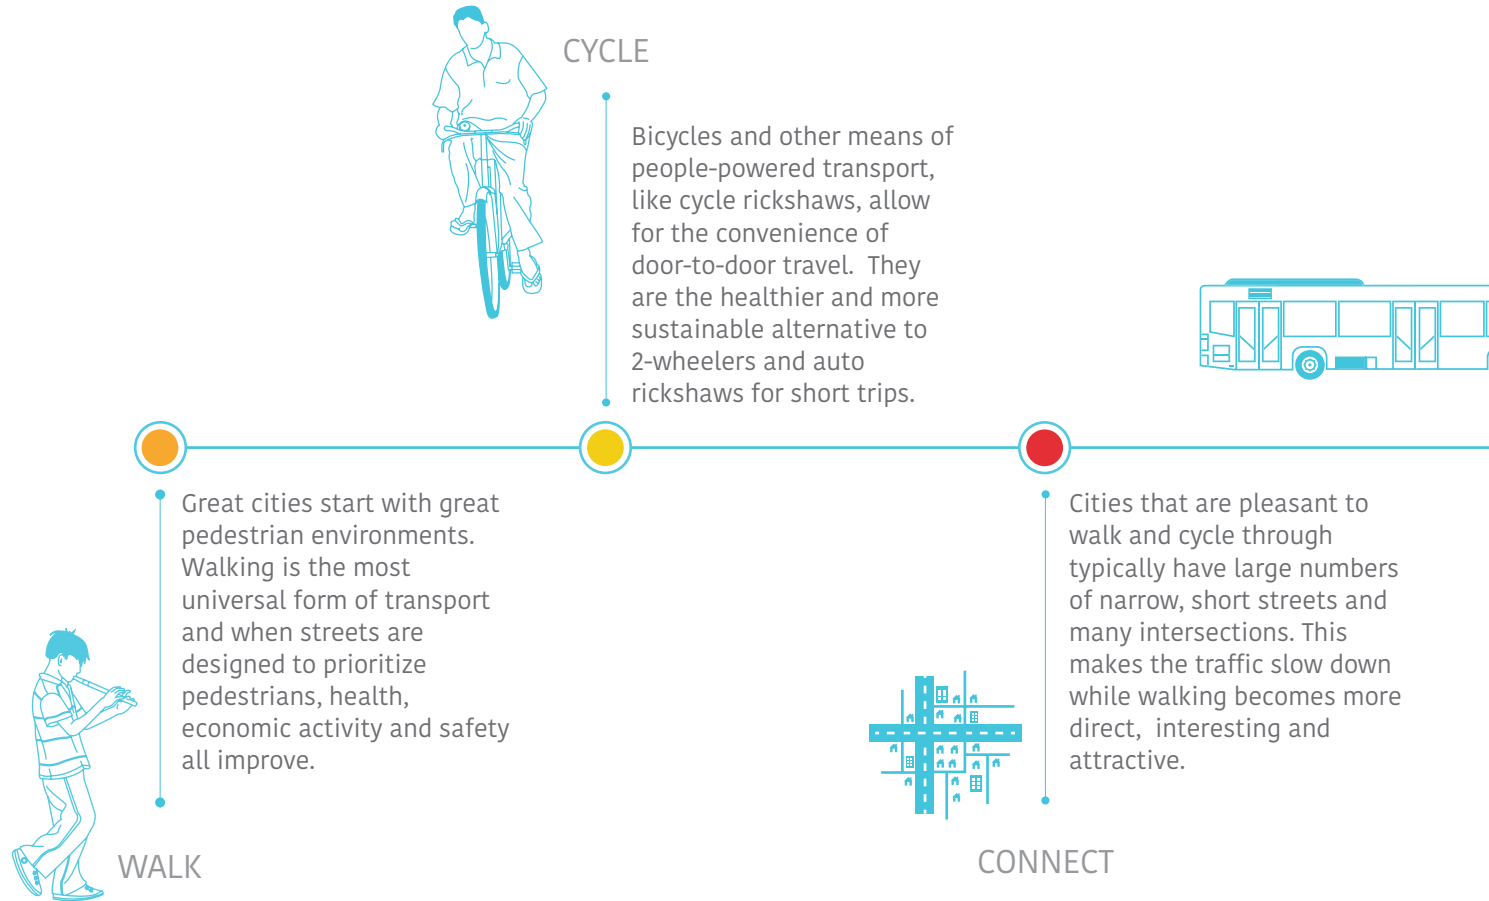 CYCLE
Bicycles and other means of
people-powered transport,
like cycle rickshaws, allow
for the convenience of
door-to-door travel.  They
are the healthier and more
sustainable alternative to
2-wheelers and auto
rickshaws for short trips.
Great cities start with great
pedestrian environments.
Walking is the most
universal form of transport
and when streets are
designed to prioritize
pedestrians, health,
economic activity and safety
all improve.
WALK
Cities that are pleasant to
walk and cycle through
typically have large numbers
of narrow, short streets and
many intersections. This
makes the traffic slow down
while walking becomes more
direct,  interesting and
attractive.
CONNECT